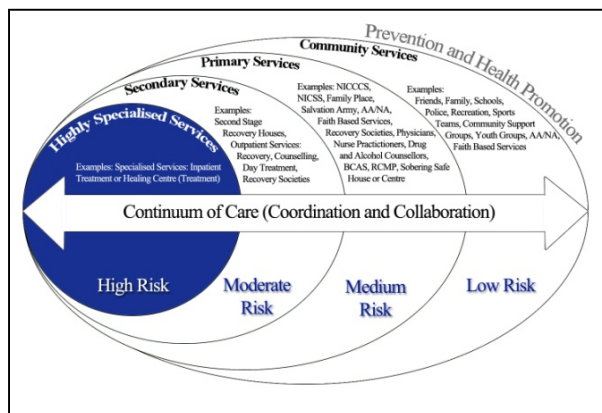 Prevention and Health Promotion
Community Services
Primary Services
Secondary Services
Highly Specialised Services
Examples: Specialised Services: Inpatient
Treatment or Healing Centre (Treatment)
Examples:
Second Stage
Recovery Houses,
Outpatient Services:
Recovery, Counselling,
Day Treatment,
Recovery Societies
Examples: NICCCS,
NICSS, Family Place,
Salvation Army, AA/NA,
Faith Based Services,
Recovery Societies, Physicians,
Nurse Practitioners, Drug
and Alcohol Counsellors,
BCAS, RCMP, Sobering Safe
House or Centre
Examples:
Friends, Family, Schools,
Police, Recreation, Sports
Teams, Community Support
Groups, Youth Groups, AA/NA,
Faith Based Services
Continuum of Care (Coordination and Collaboration)
High Risk
Moderate
Risk
Medium
Risk
Low Risk